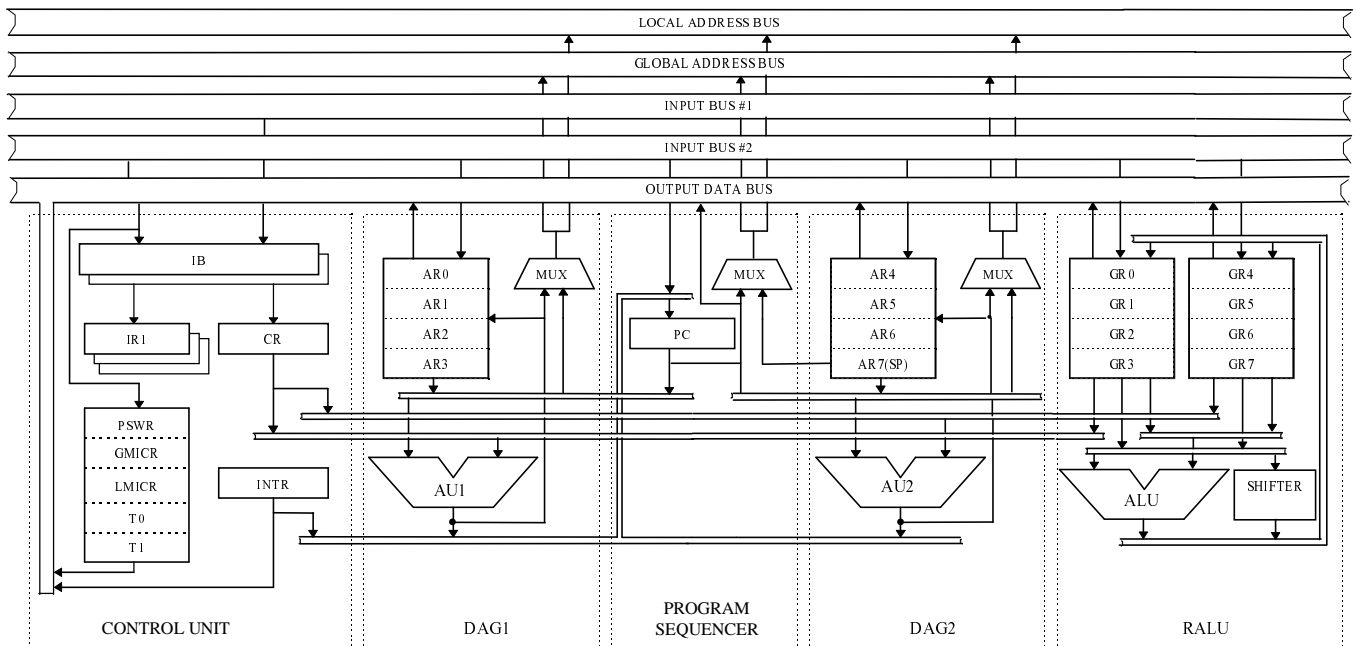 LOCAL ADDRESS BUS
GLOBAL ADDRESS BUS
INPUT BUS #1
INPUT BUS #2
OUTPUT DATA BUS
IB
IR1
CR
PSWR
GMICR
LMICR
T0
T1
INTR
CONTROL UNIT
AR0
AR1
AR2
AR3
MUX
AU1
DAG1
MUX
PC
PROGRAM
SEQUENCER
AR4
AR5
AR6
AR7(SP)
MUX
AU2
DAG2
GR0
GR1
GR2
GR3
GR4
GR5
GR6
GR7
ALU
SHIFTER
RALU